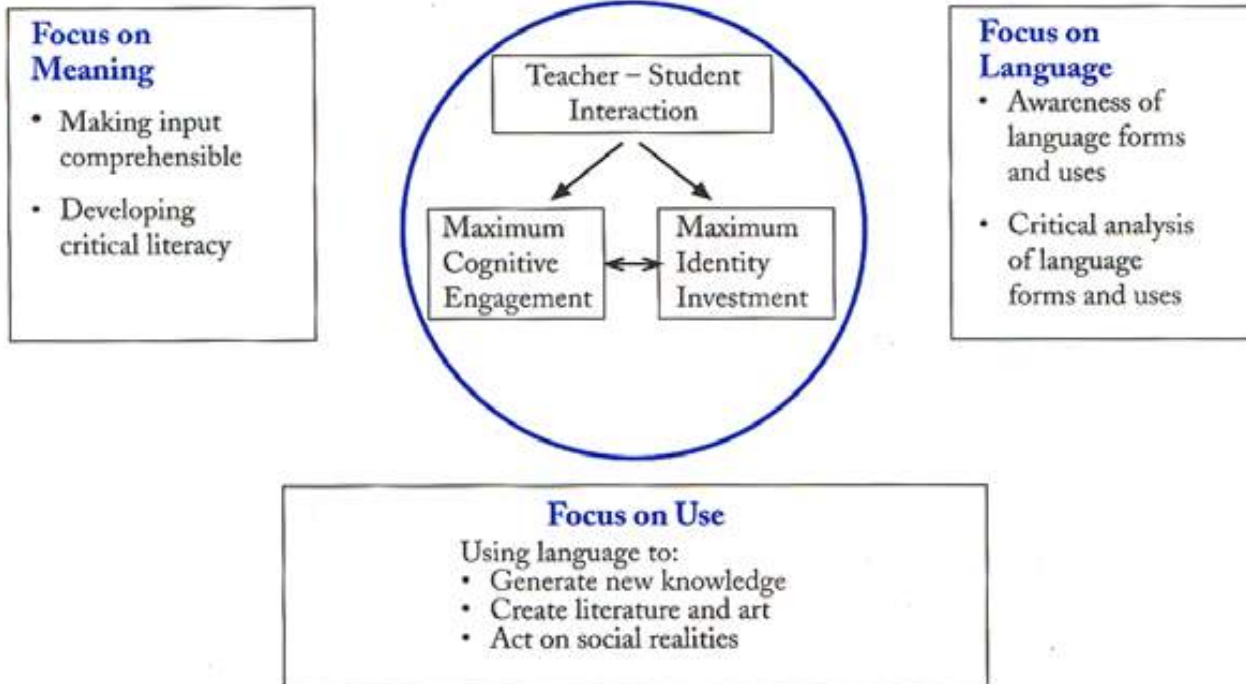 Focus on
Meaning
• Making input
comprehensible
• Developing
critical literacy
Teacher – Student
Interaction
Maximum
Cognitive
Engagement
Maximum
Identity
Investment
Focus on
Language
• Awareness of
language forms
and uses
• Critical analysis
of language
forms and uses
Focus on Use
Using language to:
• Generate new knowledge
• Create literature and art
• Act on social realities